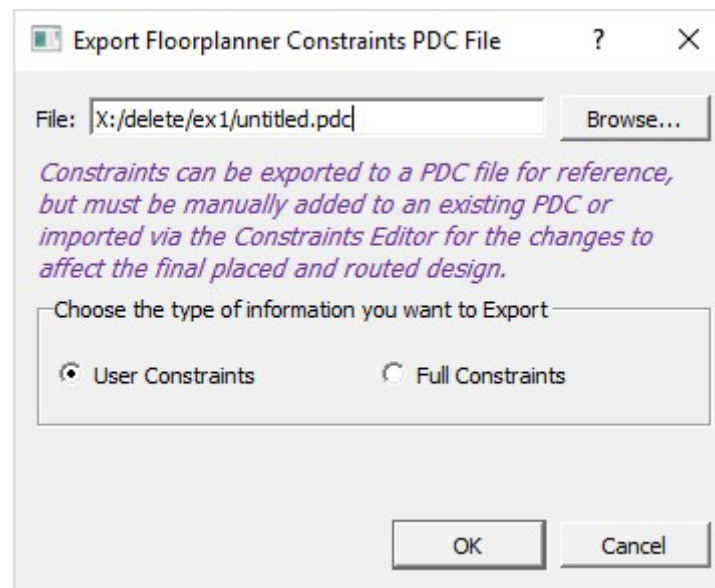 Export Floorplanner Constraints PDC File ?
File: X:/delete/ex1/untitled.pdc Browse...
Constraints can be exported to a PDC file for reference,
but must be manually added to an existing PDC or
imported via the Constraints Editor for the changes to
affect the final placed and routed design.
Choose the type of information you want to Export
User Constraints Full Constraints
OK Cancel